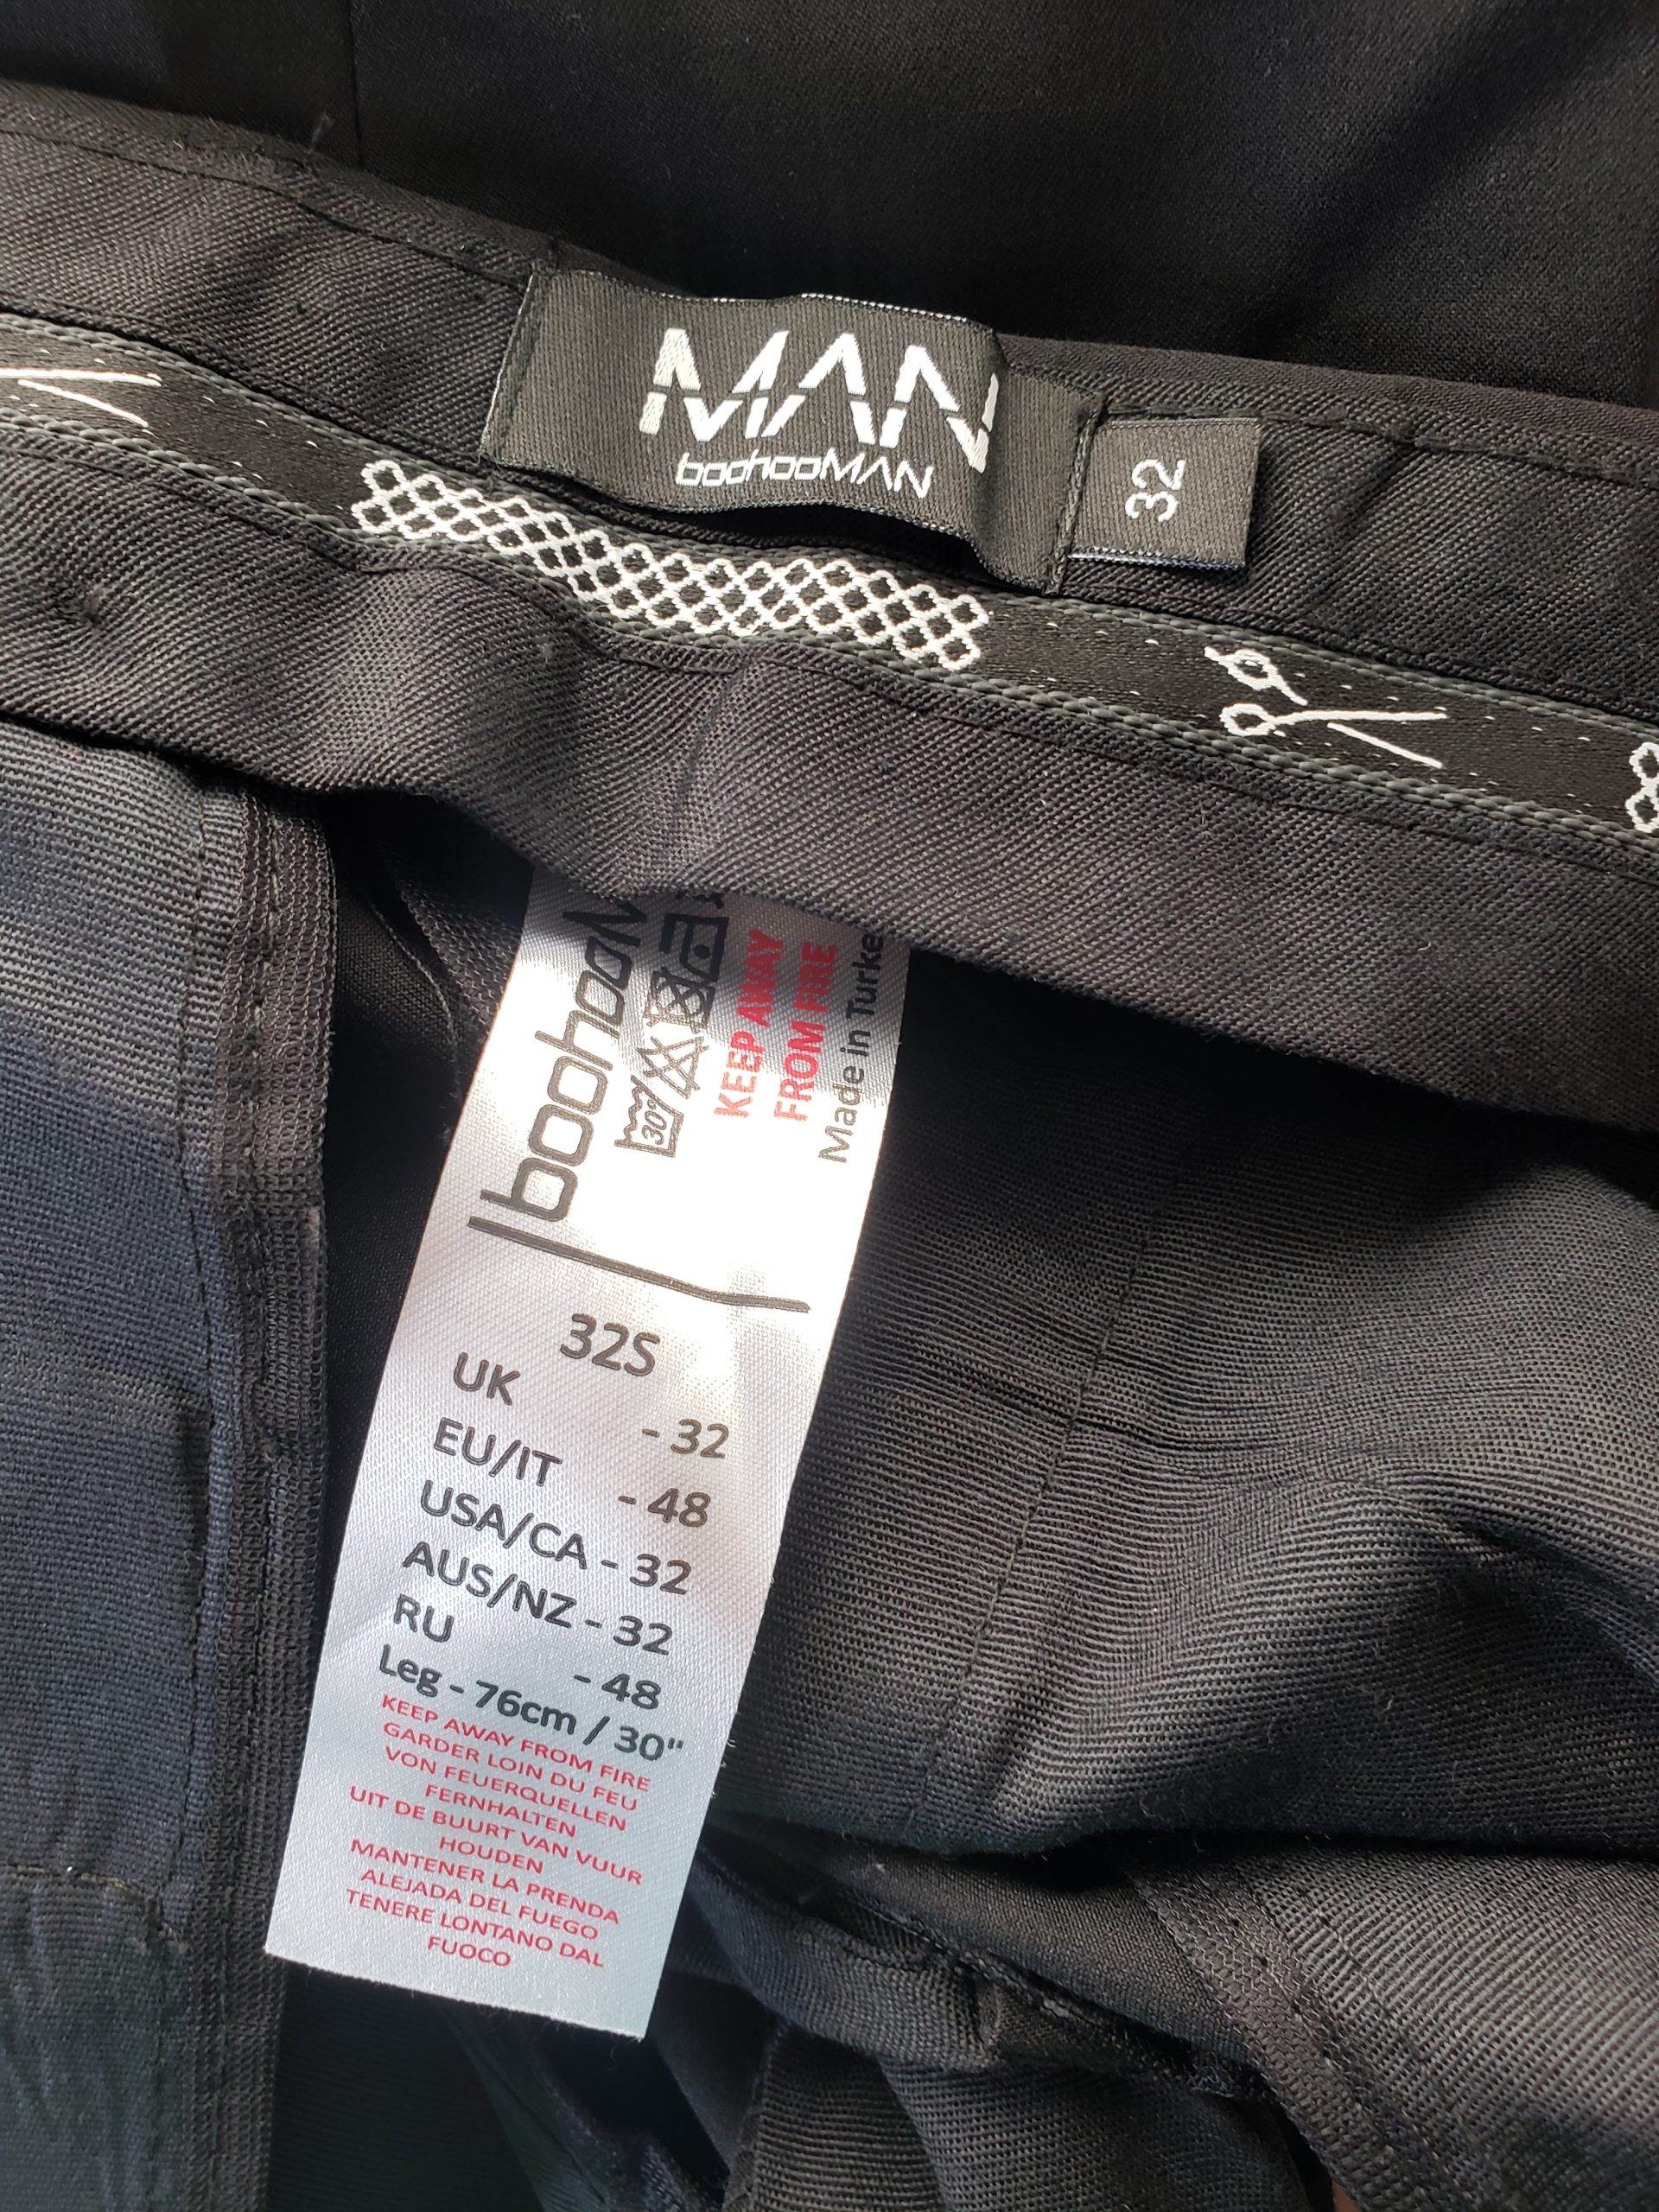 MAN
boohooMAN
32
boohooM
30°
KEEP AWAY
FROM FIRE
Made in Turke
32S
UK - 32
EU/IT - 48
USA/CA - 32
AUS/NZ - 32
RU - 48
Leg - 76cm / 30"
KEEP AWAY FROM FIRE
GARDER LOIN DU FEU
VON FEUERQUELLEN
FERNHALTEN
UIT DE BUURT VAN VUUR
HOUDEN
MANTENER LA PRENDA
ALEJADA DEL FUEGO
TENERE LONTANO DAL
FUOCO